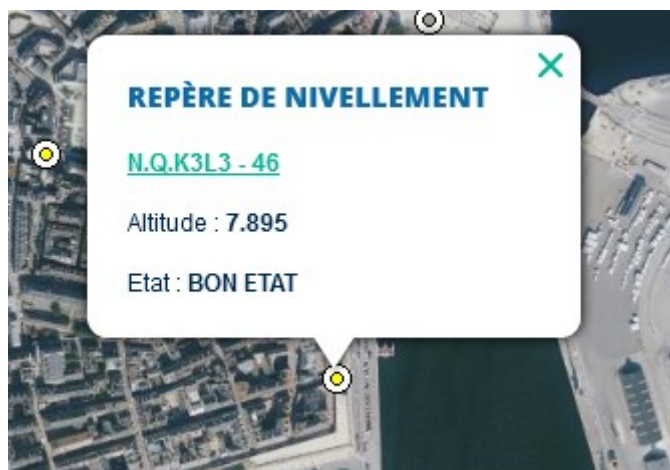 REPÈRE DE NIVELLEMENT
N.Q.K3L3 - 46
Altitude : 7.895
Etat : BON ETAT